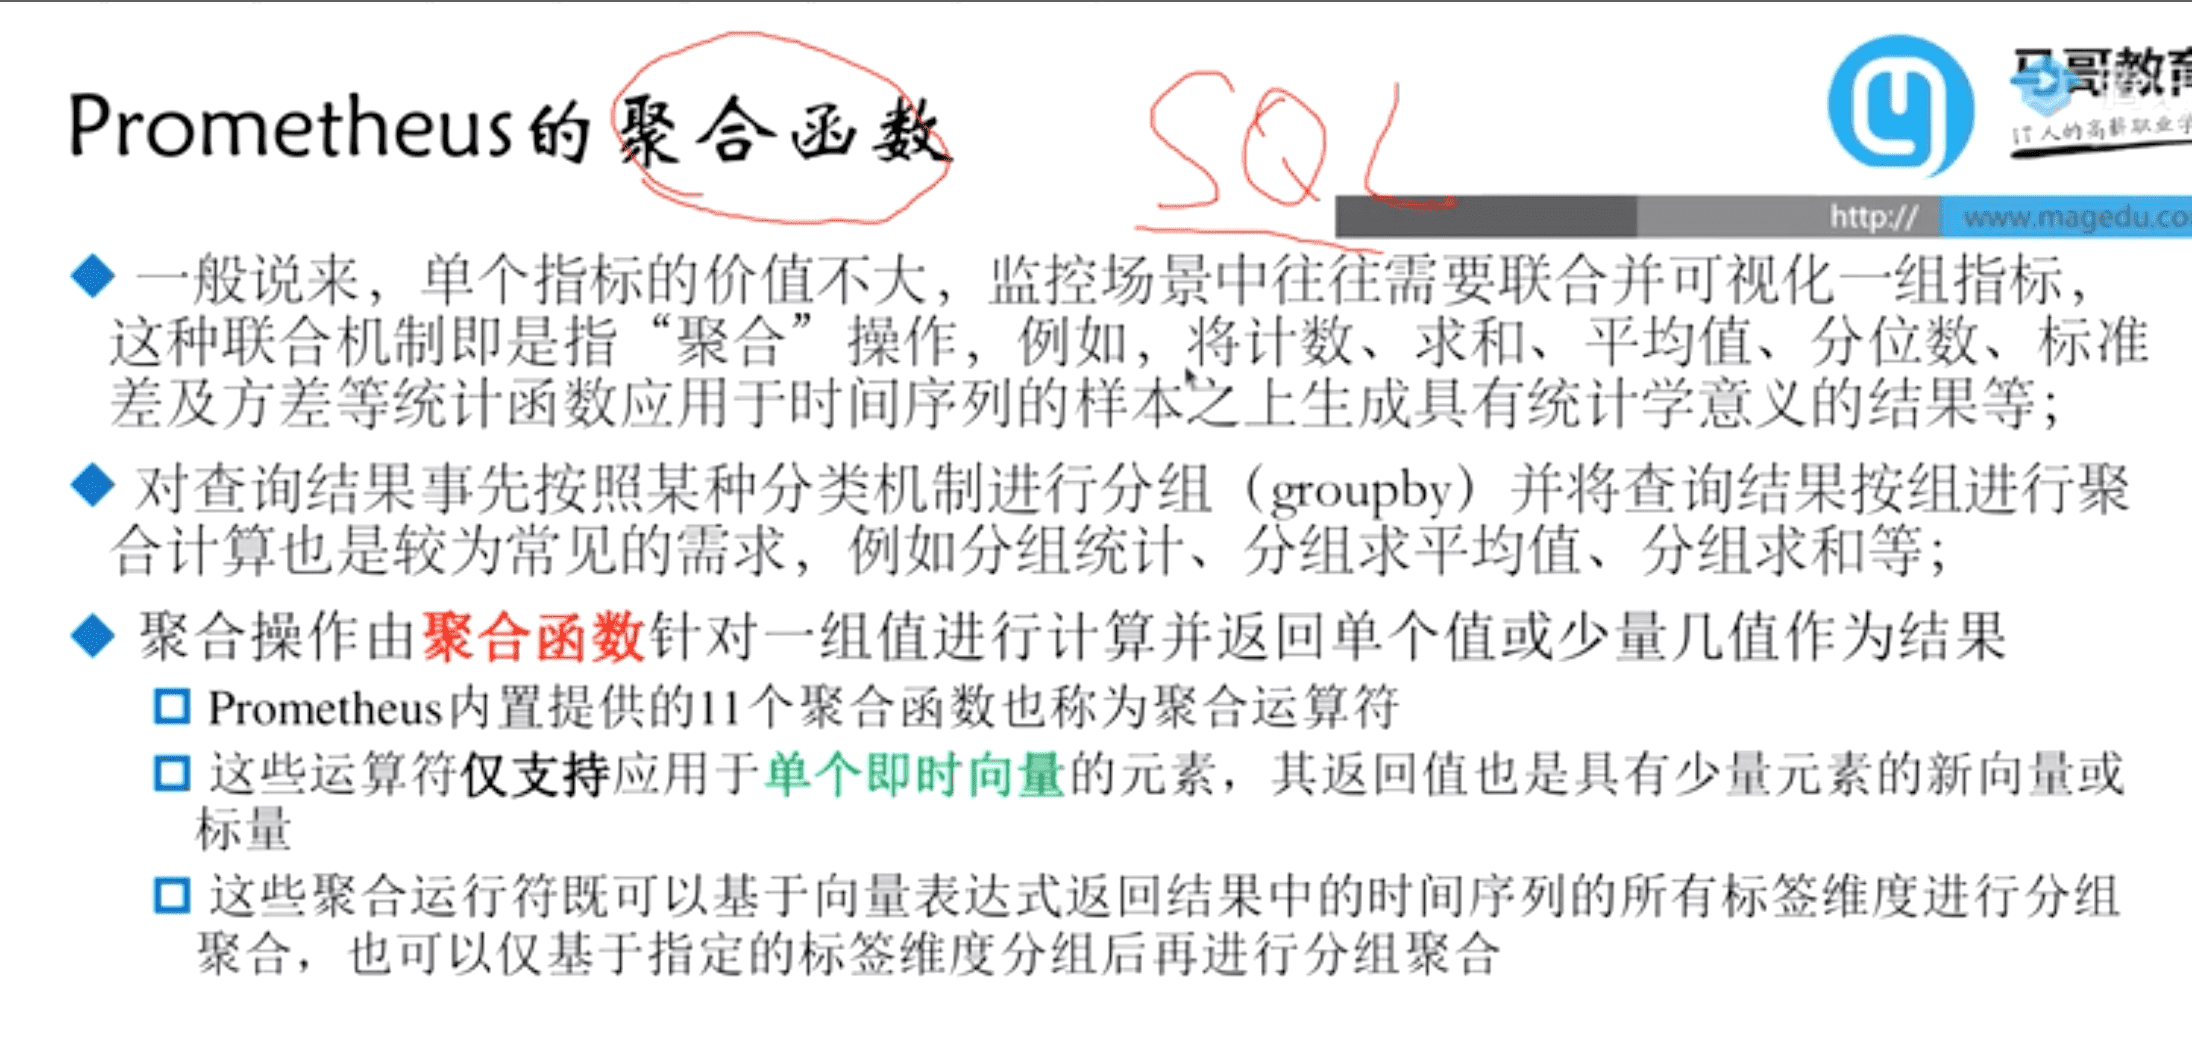 Prometheus的聚合函数
SQL
马哥教育
IT人的高薪职业学
http://
www.magedu.co
一般说来，单个指标的价值不大，监控场景中往往需要联合并可视化一组指标，
这种联合机制即是指“聚合”操作，例如，将计数、求和、平均值、分位数、标准
差及方差等统计函数应用于时间序列的样本之上生成具有统计学意义的结果等；
对查询结果事先按照某种分类机制进行分组（groupby）并将查询结果按组进行聚
合计算也是较为常见的需求，例如分组统计、分组求平均值、分组求和等；
聚合操作由聚合函数针对一组值进行计算并返回单个值或少量几值作为结果
Prometheus内置提供的11个聚合函数也称为聚合运算符
这些运算符仅支持应用于单个即时向量的元素，其返回值也是具有少量元素的新向量或
标量
这些聚合运行符既可以基于向量表达式返回结果中的时间序列的所有标签维度进行分组
聚合，也可以仅基于指定的标签维度分组后再进行分组聚合